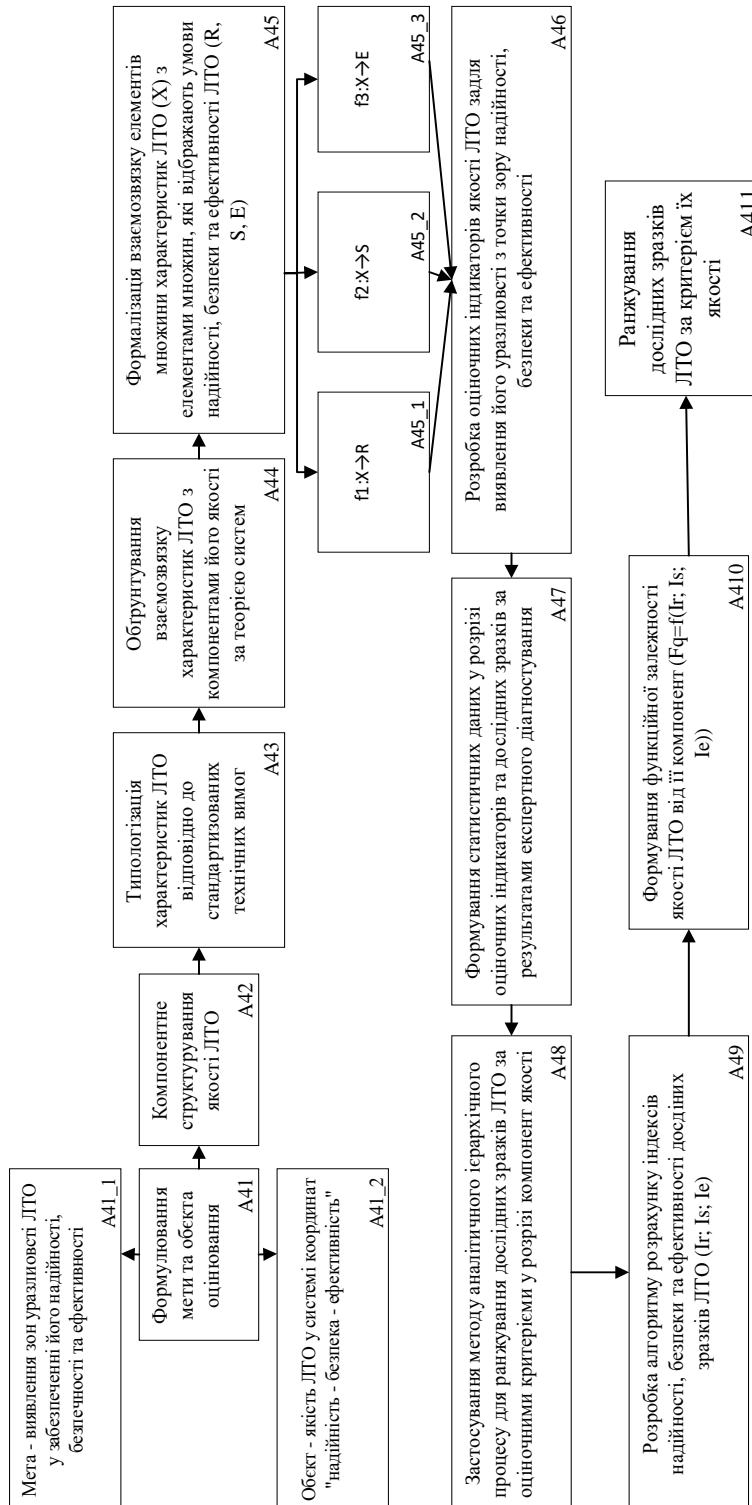 Мета - виявлення зон уразливості ЛТО
у забезпеченні його надійності,
безпечності та ефективності
A41_1
Формулювання
мети та обєкта
оцінювання
A41
Обєкт - якість ЛТО у системі координат
"надійність - безпека - ефективність"
A41_2
Компонентне
структурування
якості ЛТО
A42
Типологізація
характеристик ЛТО
відповідно до
стандартизованих
технічних вимог
A43
Обґрунтування
взаємозвязку
характеристик ЛТО з
компонентами його якості
за теорією систем
A44
Формалізація взаємозвязку елементів
множини характеристик ЛТО (X) з
елементами множин, які відбражають умови
надійності, безпеки та ефективності ЛТО (R,
S, E)
A45
f1:X→R
A45_1
f2:X→S
A45_2
f3:X→E
A45_3
Розробка оціночних індикаторів якості ЛТО задля
виявлення його уразливості з точки зору надійності,
безпеки та ефективності
A46
Формування статистичних даних у розрізі
оціночних індикаторів та дослідних зразків за
результатами експертного діагностування
A47
Застосування методу аналітичного ієрархічного
процесу для ранжування дослідних зразків ЛТО за
оціночними критеріями у розрізі компонент якості
A48
Розробка алгоритму розрахунку індексів
надійності, безпеки та ефективності досдіних
зразків ЛТО (Ir; Is; Ie)
A49
Формування функційної залежності
якості ЛТО від її компонент (Fq=f(Ir; Is;
Ie))
A410
Ранжування
дослідних зразків
ЛТО за критерієм їх
якості
A411